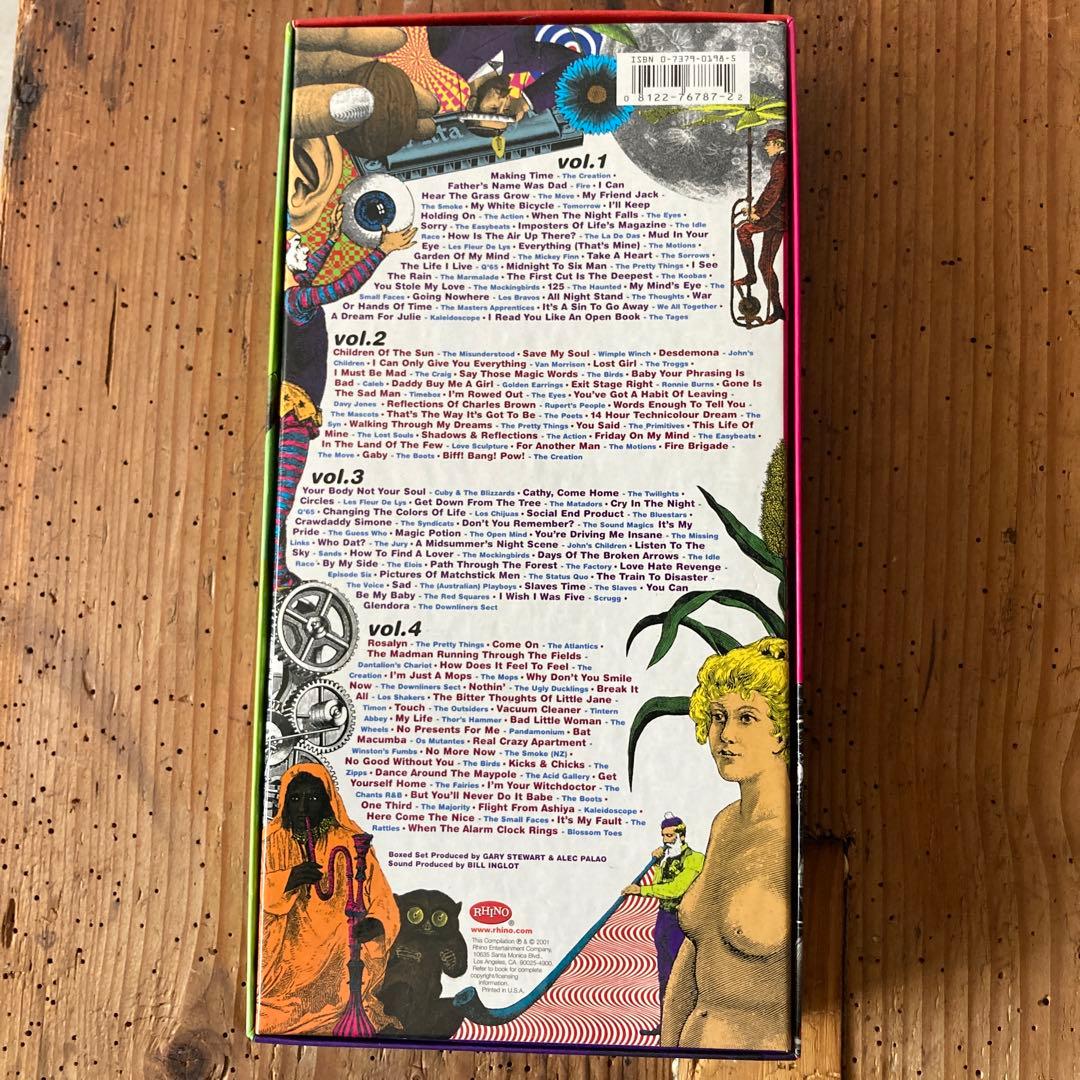 ISBN 0-7379-0198-5
0 8122-76787-2 2
vol.1
Making Time - The Creation •
Father's Name Was Dad - Fire • I Can
Hear The Grass Grow - The Move • My Friend Jack -
The Smoke • My White Bicycle - Tomorrow • I'll Keep
Holding On - The Action • When The Night Falls - The Eyes •
Sorry - The Easybeats • Imposters Of Life's Magazine - The Idle
Race • How Is The Air Up There? - The La De Das • Mud In Your
Eye - Les Fleur De Lys • Everything (That's Mine) - The Motions •
Garden Of My Mind - The Mickey Finn • Take A Heart - The Sorrows •
The Life I Live - Q'65 • Midnight To Six Man - The Pretty Things • I See
The Rain - The Marmalade • The First Cut Is The Deepest - The Koobas •
You Stole My Love - The Mockingbirds • 125 - The Haunted • My Mind's Eye - The
Small Faces • Going Nowhere - Los Bravos • All Night Stand - The Thoughts • War
Or Hands Of Time - The Masters Apprentices • It's A Sin To Go Away - We All Together •
A Dream For Julie - Kaleidoscope • I Read You Like An Open Book - The Tages
vol.2
Children Of The Sun - The Misunderstood • Save My Soul - Wimple Winch • Desdemona - John's
Children • I Can Only Give You Everything - Van Morrison • Lost Girl - The Troggs •
I Must Be Mad - The Craig • Say Those Magic Words - The Birds • Baby Your Phrasing Is
Bad - Caleb • Daddy Buy Me A Girl - Golden Earrings • Exit Stage Right - Ronnie Burns • Gone Is
The Sad Man - Timebox • I'm Rowed Out - The Eyes • You've Got A Habit Of Leaving -
Davy Jones • Reflections Of Charles Brown - Rupert's People • Words Enough To Tell You -
The Mascots • That's The Way It's Got To Be - The Poets • 14 Hour Technicolour Dream - The
Syn • Walking Through My Dreams - The Pretty Things • You Said - The Primitives • This Life Of
Mine - The Lost Souls • Shadows & Reflections - The Action • Friday On My Mind - The Easybeats •
In The Land Of The Few - Love Sculpture • For Another Man - The Motions • Fire Brigade -
The Move • Gaby - The Boots • Biff! Bang! Pow! - The Creation
vol.3
Your Body Not Your Soul - Cuby & The Blizzards • Cathy, Come Home - The Twilights •
Circles - Les Fleur De Lys • Get Down From The Tree - The Matadors • Cry In The Night -
Q'65 • Changing The Colors Of Life - Los Chijuas • Social End Product - The Bluestars •
Crawdaddy Simone - The Syndicats • Don't You Remember? - The Sound Magics It's My
Pride - The Guess Who • Magic Potion - The Open Mind • You're Driving Me Insane - The Missing
Links • Who Dat? - The Jury • A Midsummer's Night Scene - John's Children • Listen To The
Sky - Sands • How To Find A Lover - The Mockingbirds • Days Of The Broken Arrows - The Idle
Race • By My Side - The Elois • Path Through The Forest - The Factory • Love Hate Revenge -
Episode Six • Pictures Of Matchstick Men - The Status Quo • The Train To Disaster -
The Voice • Sad - The (Australian) Playboys • Slaves Time - The Slaves • You Can
Be My Baby - The Red Squares • I Wish I Was Five - Scrugg •
Glendora - The Downliners Sect
vol.4
Rosalyn - The Pretty Things • Come On - The Atlantics •
The Madman Running Through The Fields -
Dantalion's Chariot • How Does It Feel To Feel - The
Creation • I'm Just A Mops - The Mops • Why Don't You Smile
Now - The Downliners Sect • Nothin' - The Ugly Ducklings • Break It
All - Los Shakers • The Bitter Thoughts Of Little Jane -
Timon • Touch - The Outsiders • Vacuum Cleaner - Tintern
Abbey • My Life - Thor's Hammer • Bad Little Woman - The
Wheels • No Presents For Me - Pandamonium • Bat
Macumba - Os Mutantes • Real Crazy Apartment -
Winston's Fumbs • No More Now - The Smoke (NZ) •
No Good Without You - The Birds • Kicks & Chicks - The
Zipps • Dance Around The Maypole - The Acid Gallery • Get
Yourself Home - The Fairies • I'm Your Witchdoctor - The
Chants R&B • But You'll Never Do It Babe - The Boots •
One Third - The Majority • Flight From Ashiya - Kaleidoscope •
Here Come The Nice - The Small Faces • It's My Fault - The
Rattles • When The Alarm Clock Rings - Blossom Toes
Boxed Set Produced by GARY STEWART & ALEC PALAO
Sound Produced by BILL INGLOT
RHINO
®
www.rhino.com
This Compilation ℗ & © 2001
Rhino Entertainment Company,
10635 Santa Monica Blvd.,
Los Angeles, CA 90025-4900.
Refer to book for complete
copyright/licensing
information.
Printed in U.S.A.